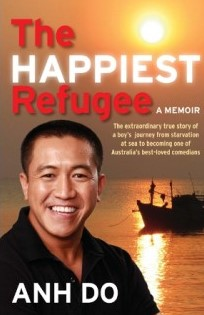 The
HAPPIEST
Refugee
A MEMOIR
The extraordinary true story of
a boy's journey from starvation
at sea to becoming one of
Australia's best-loved comedians
ANH DO